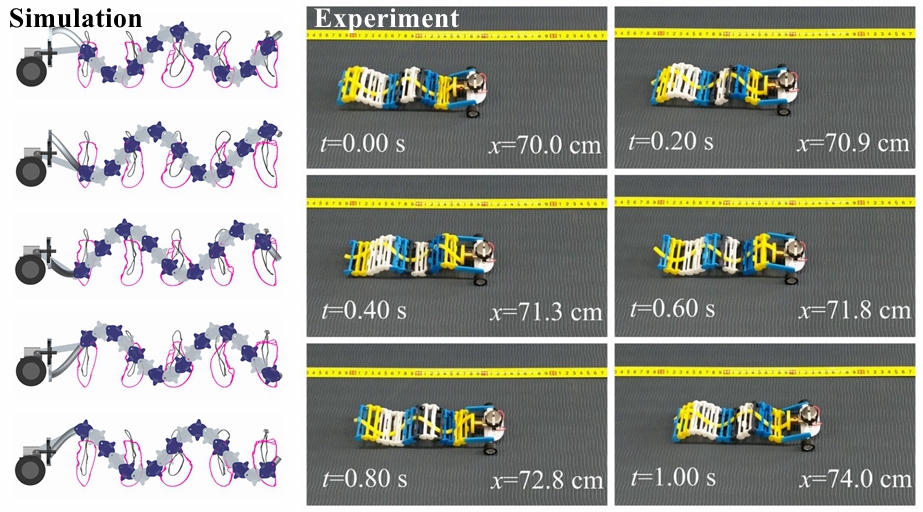 Simulation
Experiment
t=0.00 s
x=70.0 cm
t=0.20 s
x=70.9 cm
t=0.40 s
x=71.3 cm
t=0.60 s
x=71.8 cm
t=0.80 s
x=72.8 cm
t=1.00 s
x=74.0 cm